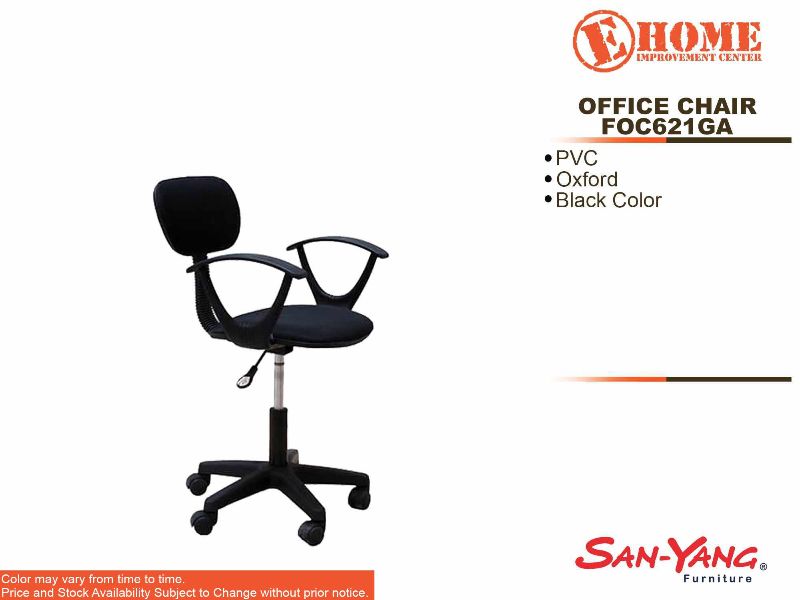 E HOME
IMPROVEMENT CENTER
OFFICE CHAIR
FOC621GA
• PVC
• Oxford
• Black Color
SAN-YANG®
Furniture
Color may vary from time to time.
Price and Stock Availability Subject to Change without prior notice.